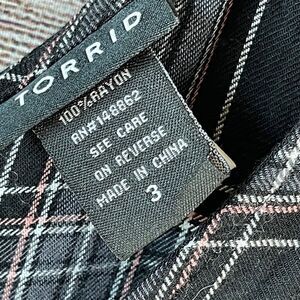 TORRID
100% RAYON
RN#148862
SEE CARE
ON REVERSE
MADE IN CHINA
3